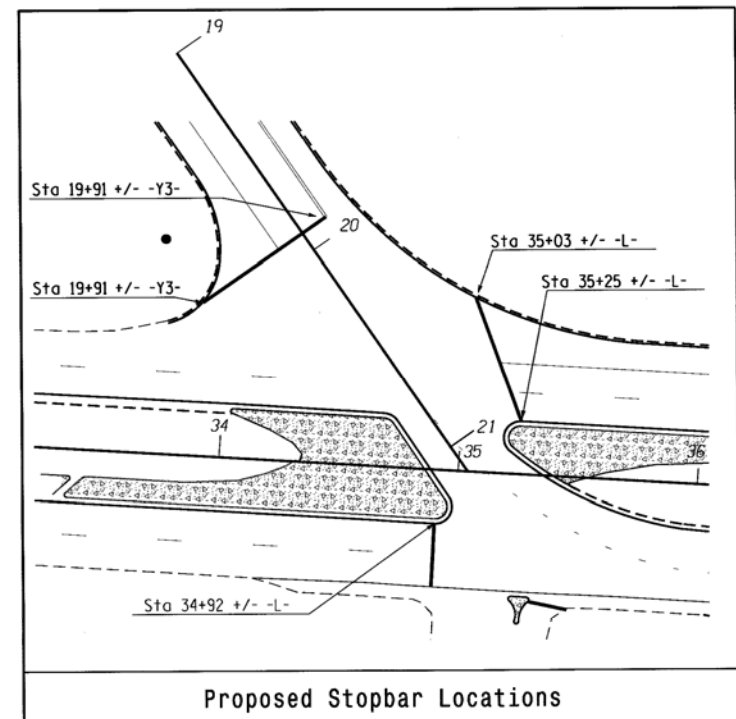 19
Sta 19+91 +/- -Y3-
20
Sta 35+03 +/- -L-
Sta 35+25 +/- -L-
Sta 19+91 +/- -Y3-
34
21
35
36
Sta 34+92 +/- -L-
Proposed Stopbar Locations